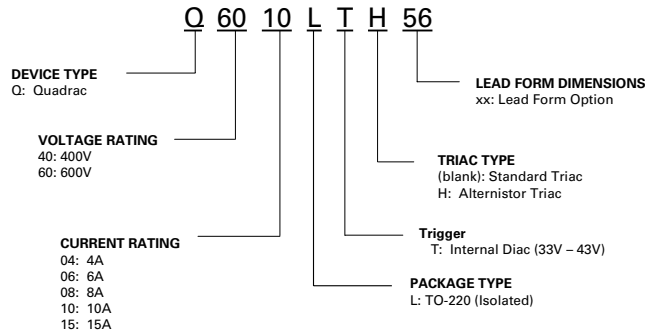 Q 60 10 L T H 56
DEVICE TYPE
Q: Quadrac
VOLTAGE RATING
40: 400V
60: 600V
CURRENT RATING
04: 4A
06: 6A
08: 8A
10: 10A
15: 15A
LEAD FORM DIMENSIONS
xx: Lead Form Option
TRIAC TYPE
(blank): Standard Triac
H: Alternistor Triac
Trigger
T: Internal Diac (33V – 43V)
PACKAGE TYPE
L: TO-220 (Isolated)